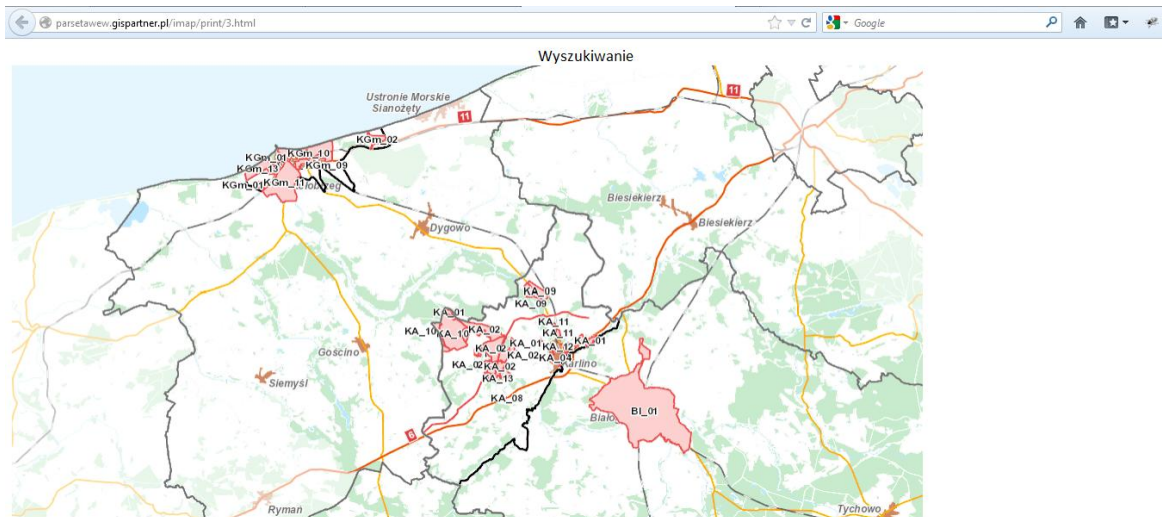 parsetawew.gispartner.pl/imap/print/3.html
Google
Wyszukiwanie
Ustronie Morskie
Sianożęty
11
11
KGm_02
KGm_01
KGm_10
KGm_13
KGm_09
KGm_01
KGm_11
Biesiekierz
Dygowo
Biesiekierz
KA_09
KA_09
KA_01
KA_11
KA_10
KA_10
KA_02
KA_11
KA_01
KA_01
KA_02
KA_12
Gościno
KA_02
KA_04
KA_02
KA_02
Karlino
Siemyśl
KA_13
KA_08
BI_01
6
Rymań
Tychowo